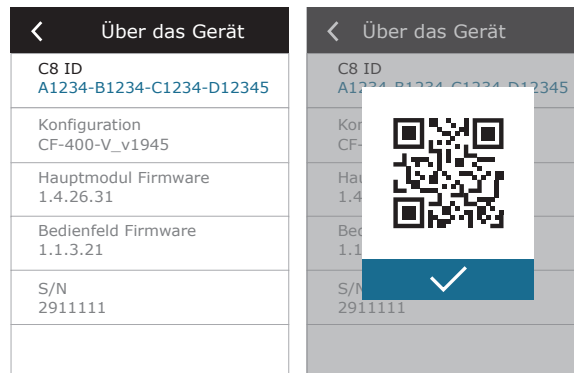 Über das Gerät
C8 ID
A1234-B1234-C1234-D12345
Konfiguration
CF-400-V_v1945
Hauptmodul Firmware
1.4.26.31
Bedienfeld Firmware
1.1.3.21
S/N
2911111
Über das Gerät
C8 ID
A1234-B1234-C1234-D12345
Kon
CF-
Hau
1.4
Bed
1.1
S/N
2911111